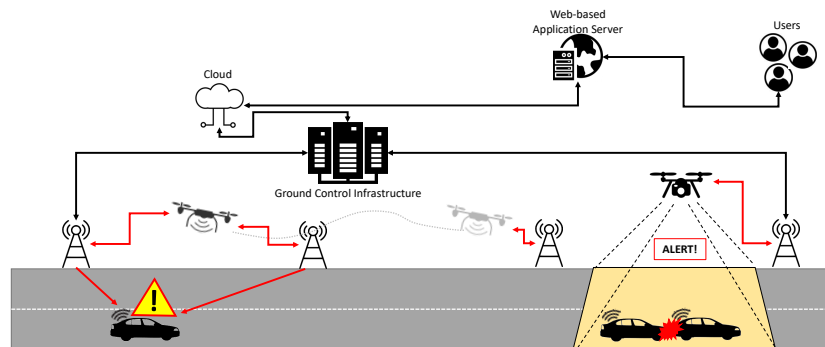 Web-based
Application Server
Users
Cloud
Ground Control Infrastructure
ALERT!
!